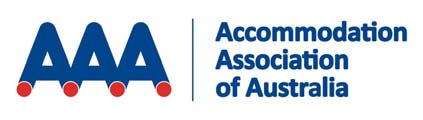 AAA
Accommodation
Association
of Australia